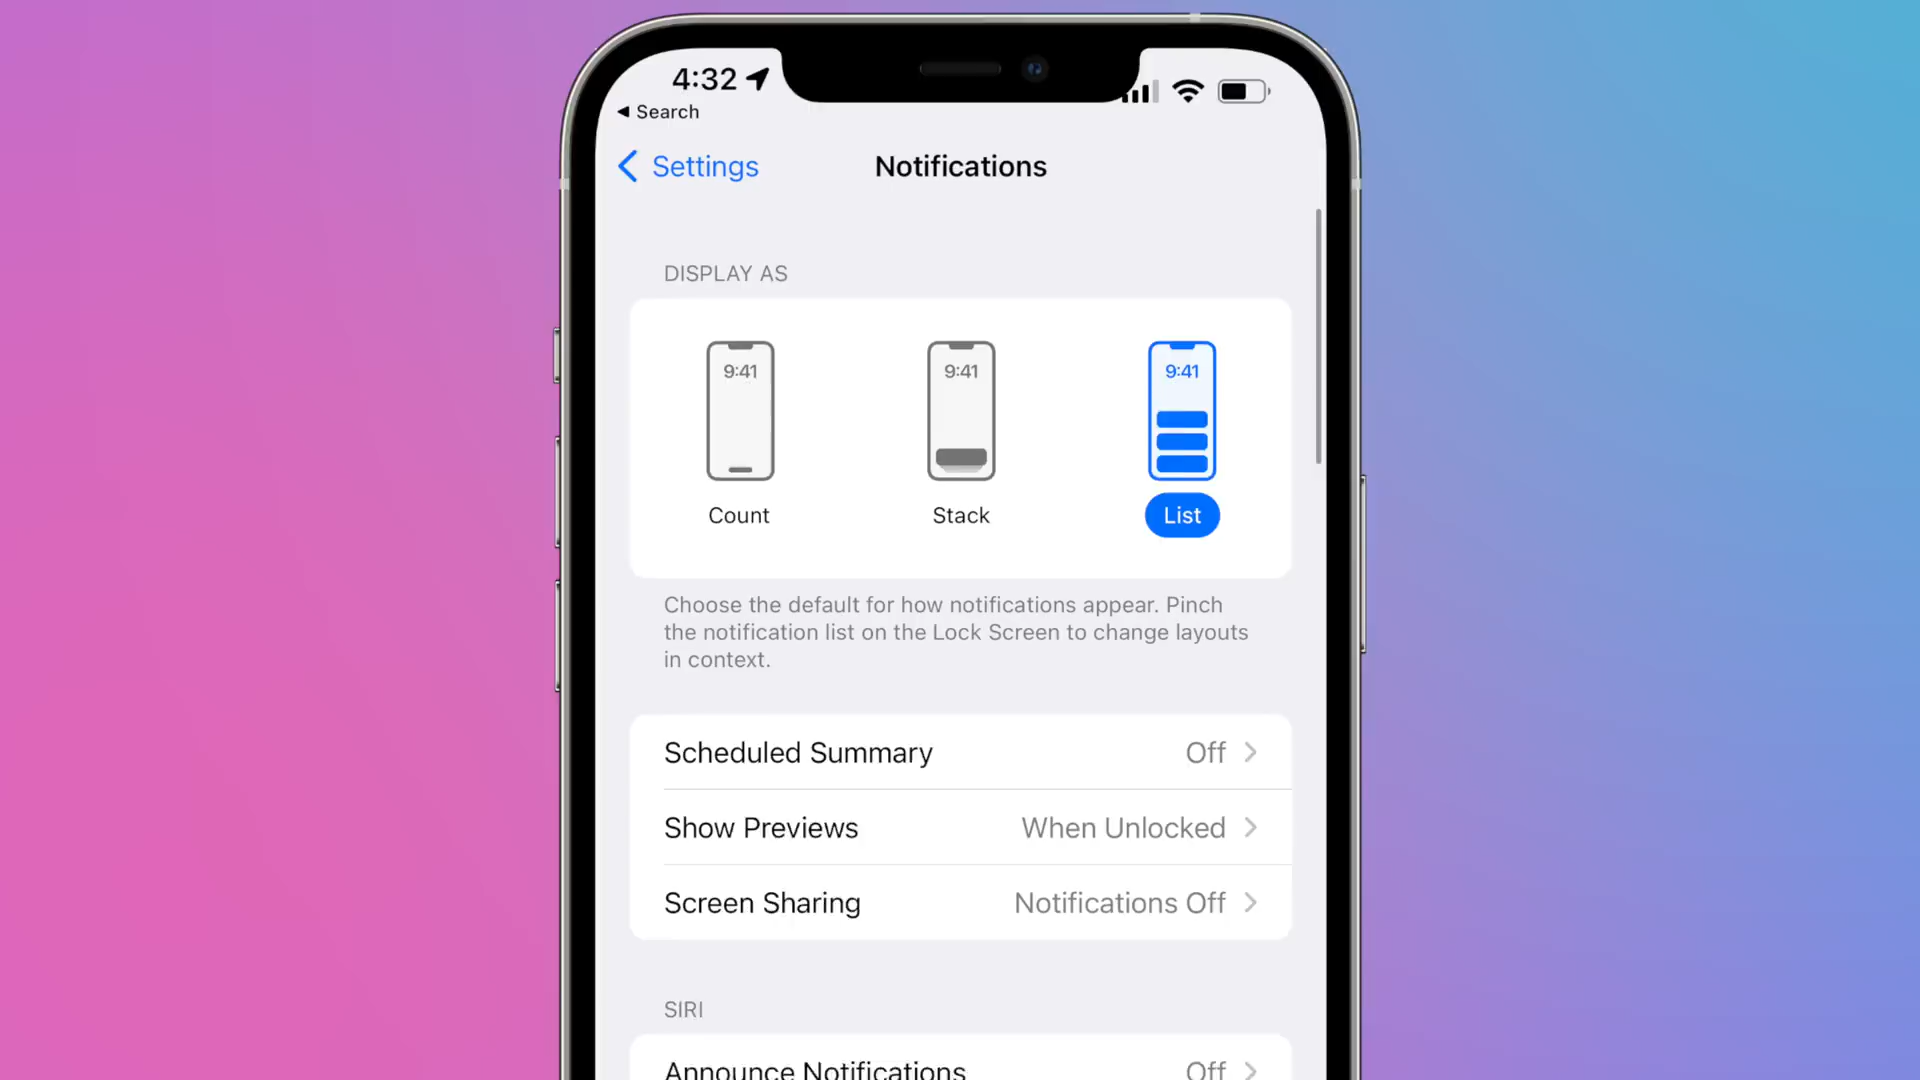 4:32
◀ Search
Settings
Notifications
DISPLAY AS
9:41
9:41
9:41
Count
Stack
List
Choose the default for how notifications appear. Pinch
the notification list on the Lock Screen to change layouts
in context.
Scheduled Summary Off
Show Previews When Unlocked
Screen Sharing Notifications Off
SIRI
Announce Notifications Off